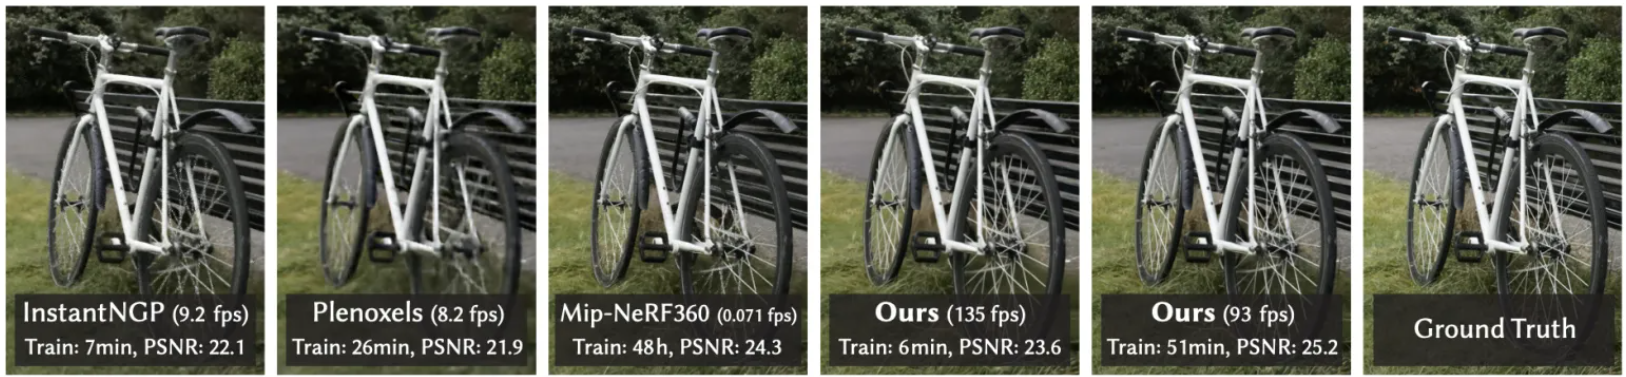 InstantNGP (9.2 fps)
Train: 7min, PSNR: 22.1
Plenoxels (8.2 fps)
Train: 26min, PSNR: 21.9
Mip-NeRF360 (0.071 fps)
Train: 48h, PSNR: 24.3
Ours (135 fps)
Train: 6min, PSNR: 23.6
Ours (93 fps)
Train: 51min, PSNR: 25.2
Ground Truth